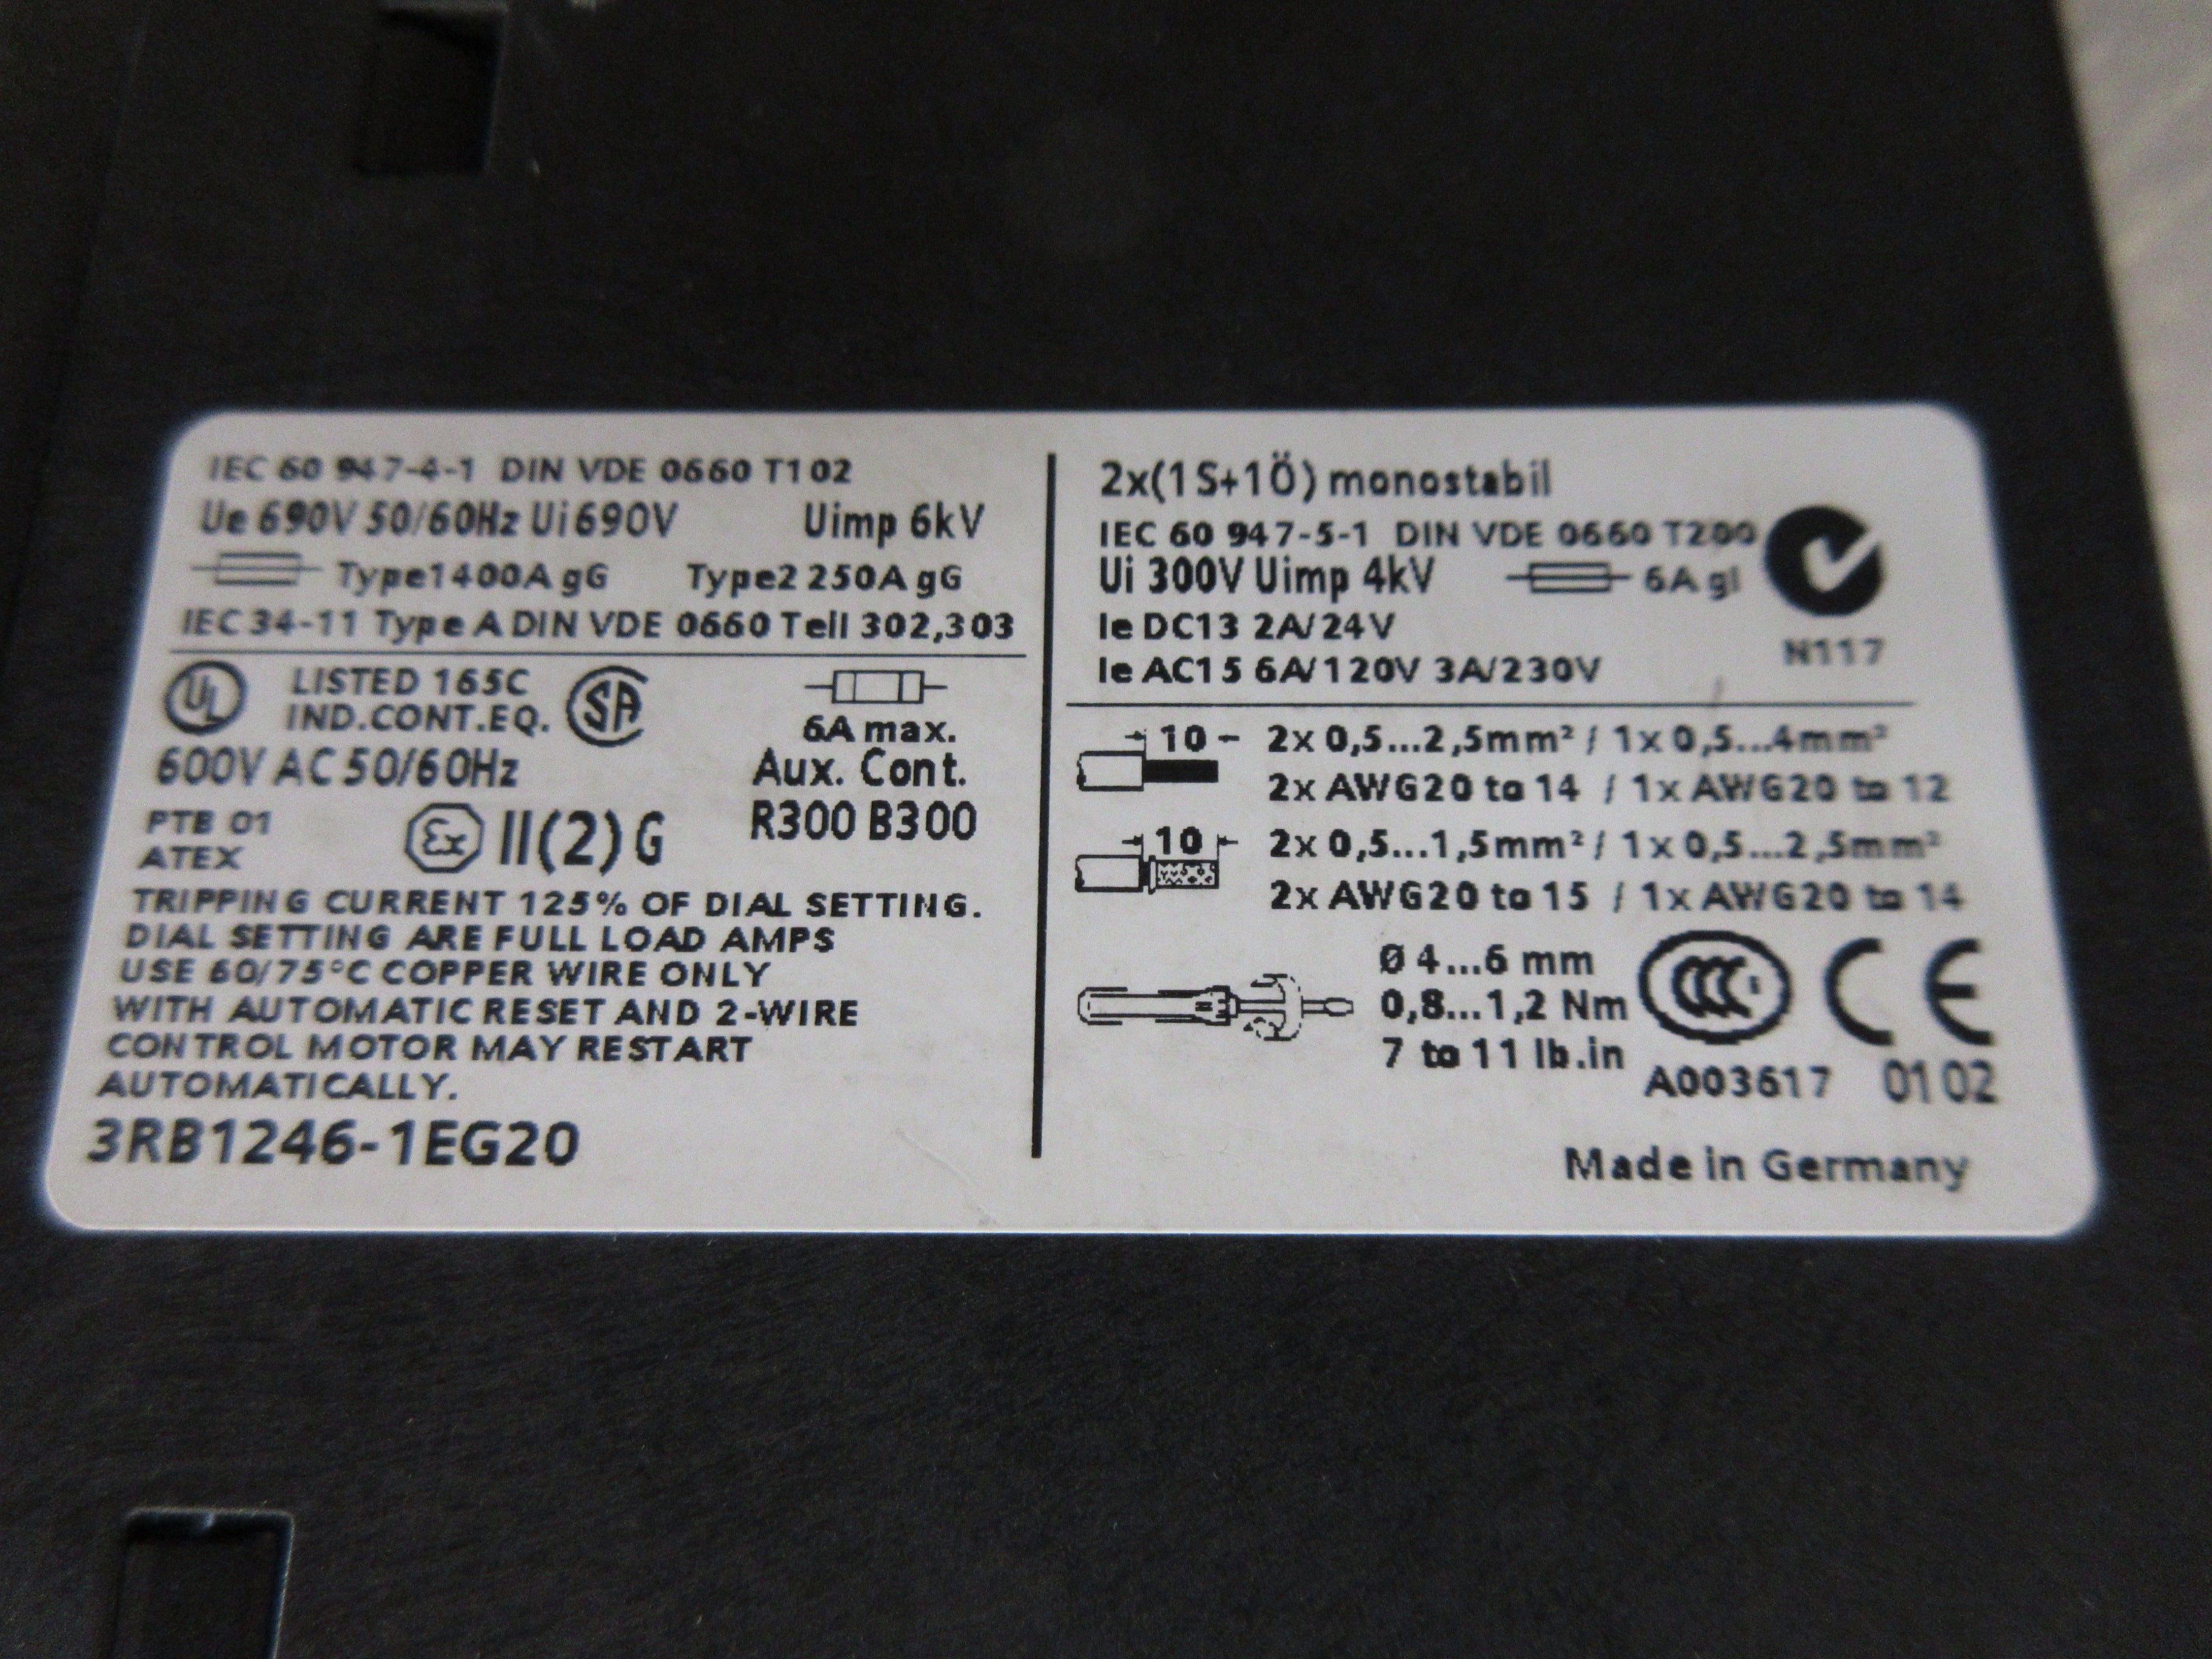 IEC 60 947-4-1 DIN VDE 0660 T102
Ue 690V 50/60Hz Ui690V Uimp 6kV
Type1 400A gG Type2 250A gG
IEC 34-11 Type A DIN VDE 0660 Teil 302,303
UL LISTED 165C
IND.CONT.EQ. SA
6A max.
600V AC 50/60Hz Aux. Cont.
R300 B300
PTB 01
ATEX Ex II(2)G
TRIPPING CURRENT 125% OF DIAL SETTING.
DIAL SETTING ARE FULL LOAD AMPS
USE 60/75°C COPPER WIRE ONLY
WITH AUTOMATIC RESET AND 2-WIRE
CONTROL MOTOR MAY RESTART
AUTOMATICALLY.
3RB1246-1EG20
2x(1S+1Ö) monostabil
IEC 60 947-5-1 DIN VDE 0660 T200
Ui 300V Uimp 4kV 6A gl
Ie DC13 2A/24V
N117
Ie AC15 6A/120V 3A/230V
10 2x 0,5...2,5mm² / 1x 0,5...4mm²
2x AWG20 to 14 / 1x AWG20 to 12
10 2x 0,5...1,5mm² / 1x 0,5...2,5mm²
2x AWG20 to 15 / 1x AWG20 to 14
Ø 4...6 mm
0,8...1,2 Nm CCC CE
7 to 11 lb.in
A003617 01 02
Made in Germany